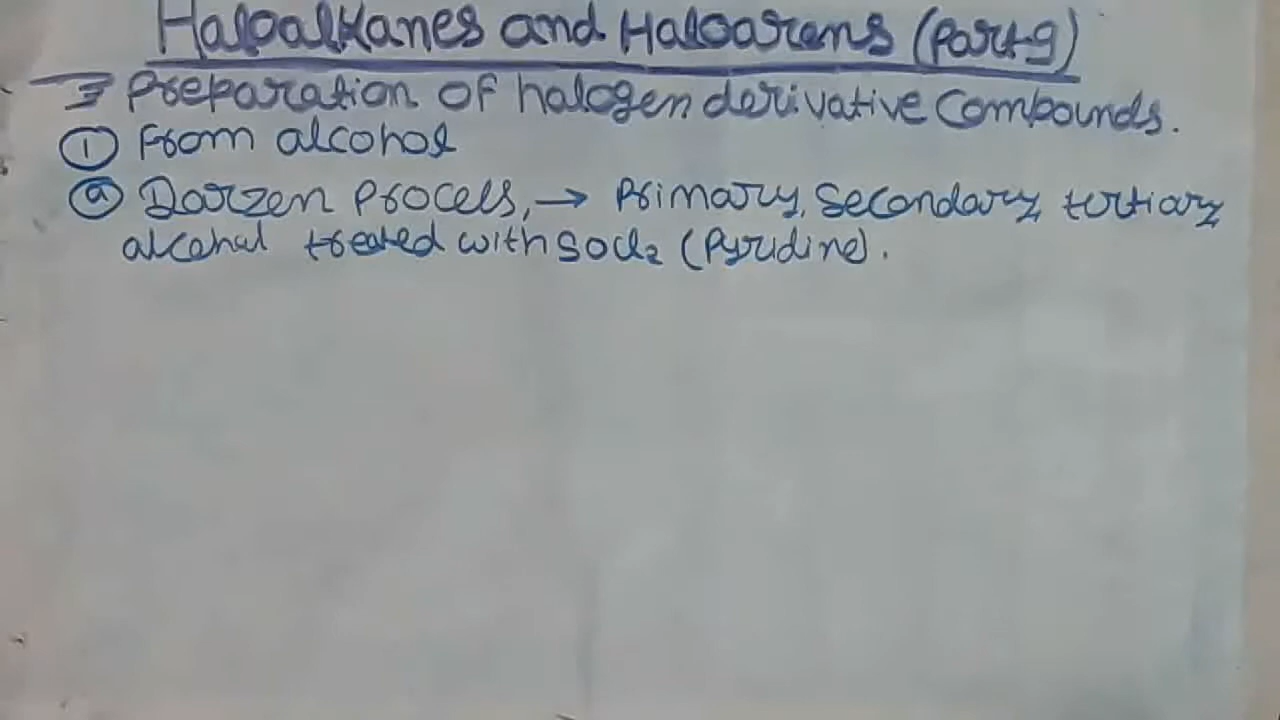 Haloalkanes and Haloarens (Part-9)
⇒ Preparation of halogen derivative Compounds.
① From alcohol
ⓐ Darzen Process, → Primary, Secondary, tertiary
alcohal treated with SOCl₂ (Pyridine).